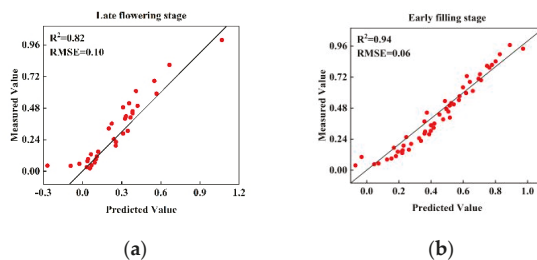 Late flowering stage
R²=0.82
RMSE=0.10
0.96
0.72
0.48
0.24
0.00
Measured Value
-0.3 0.0 0.3 0.6 0.9 1.2
Predicted Value
(a)
Early filling stage
R²=0.94
RMSE=0.06
0.96
0.72
0.48
0.24
0.00
Measured Value
0.0 0.2 0.4 0.6 0.8 1.0
Predicted Value
(b)